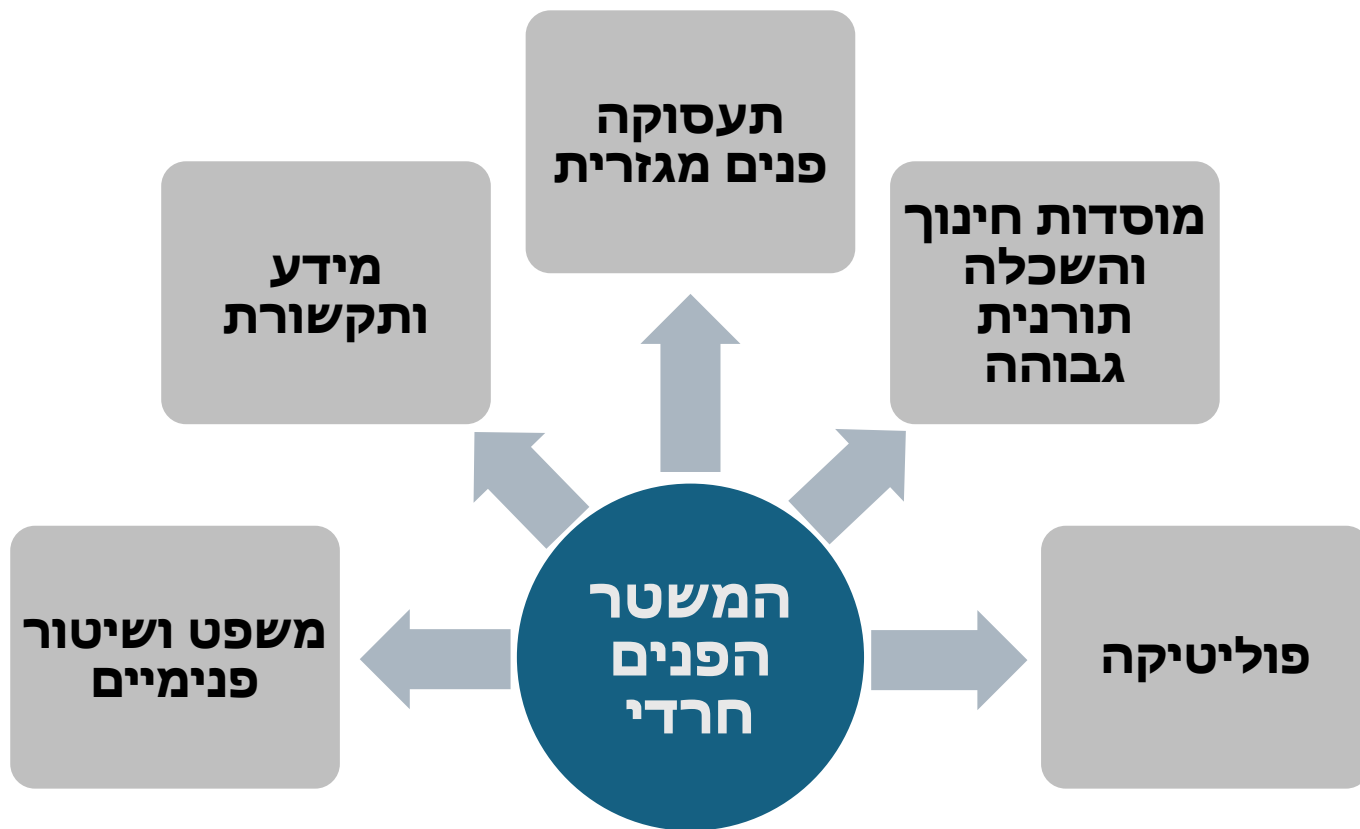 תעסוקה
פנים מגזרית
מוסדות חינוך
והשכלה
תורנית
גבוהה
מידע
ותקשורת
פוליטיקה
משפט ושיטור
פנימיים
המשטר
הפנים
חרדי